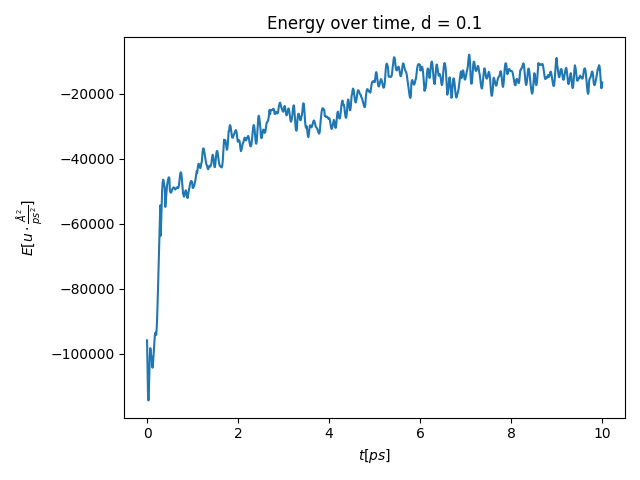 Energy over time, d = 0.1
−20000
−40000
−60000
−80000
−100000
E[u · Å²/ps²]
0 2 4 6 8 10
t[ps]